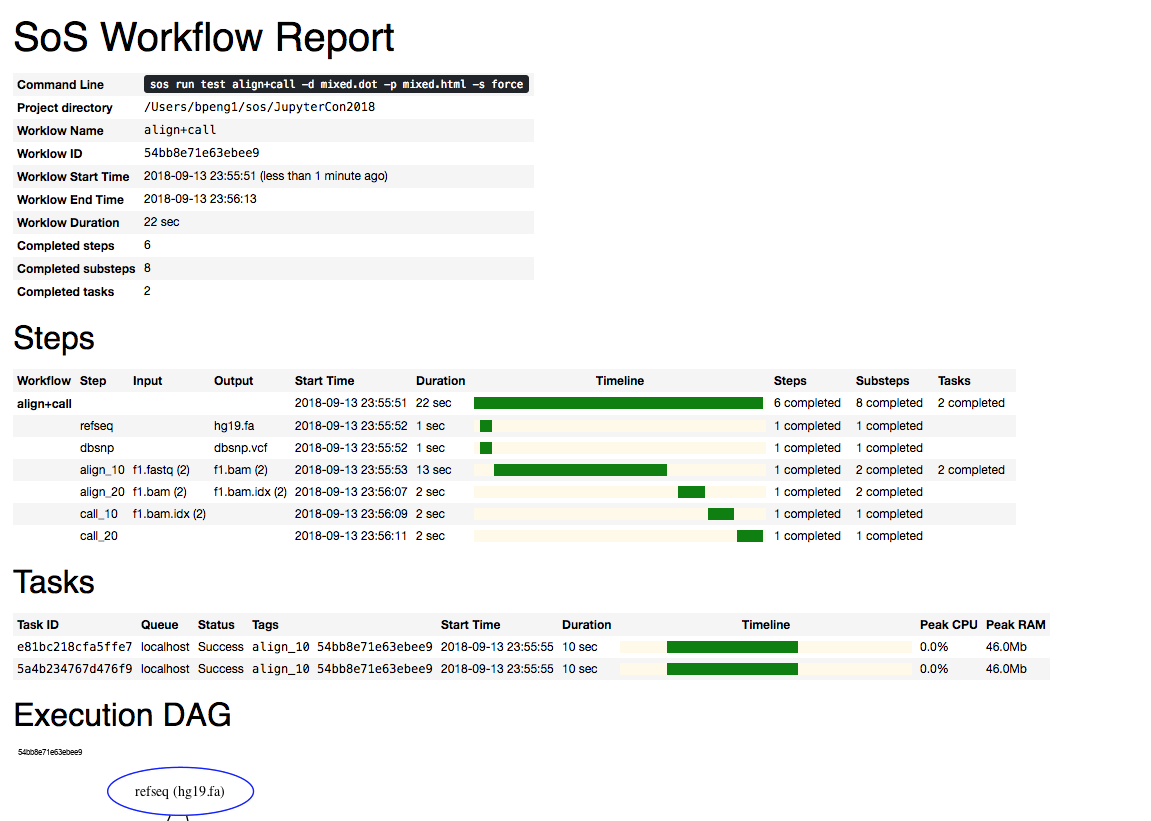 SoS Workflow Report
Command Line sos run test align+call -d mixed.dot -p mixed.html -s force
Project directory /Users/bpeng1/sos/JupyterCon2018
Worklow Name align+call
Worklow ID 54bb8e71e63ebee9
Worklow Start Time 2018-09-13 23:55:51 (less than 1 minute ago)
Worklow End Time 2018-09-13 23:56:13
Worklow Duration 22 sec
Completed steps 6
Completed substeps 8
Completed tasks 2
Steps
Workflow Step Input Output Start Time Duration Timeline Steps Substeps Tasks
align+call 2018-09-13 23:55:51 22 sec 6 completed 8 completed 2 completed
refseq hg19.fa 2018-09-13 23:55:52 1 sec 1 completed 1 completed
dbsnp dbsnp.vcf 2018-09-13 23:55:52 1 sec 1 completed 1 completed
align_10 f1.fastq (2) f1.bam (2) 2018-09-13 23:55:53 13 sec 1 completed 2 completed 2 completed
align_20 f1.bam (2) f1.bam.idx (2) 2018-09-13 23:56:07 2 sec 1 completed 2 completed
call_10 f1.bam.idx (2) 2018-09-13 23:56:09 2 sec 1 completed 1 completed
call_20 2018-09-13 23:56:11 2 sec 1 completed 1 completed
Tasks
Task ID Queue Status Tags Start Time Duration Timeline Peak CPU Peak RAM
e81bc218cfa5ffe7 localhost Success align_10 54bb8e71e63ebee9 2018-09-13 23:55:55 10 sec 0.0% 46.0Mb
5a4b234767d476f9 localhost Success align_10 54bb8e71e63ebee9 2018-09-13 23:55:55 10 sec 0.0% 46.0Mb
Execution DAG
54bb8e71e63ebee9
refseq (hg19.fa)